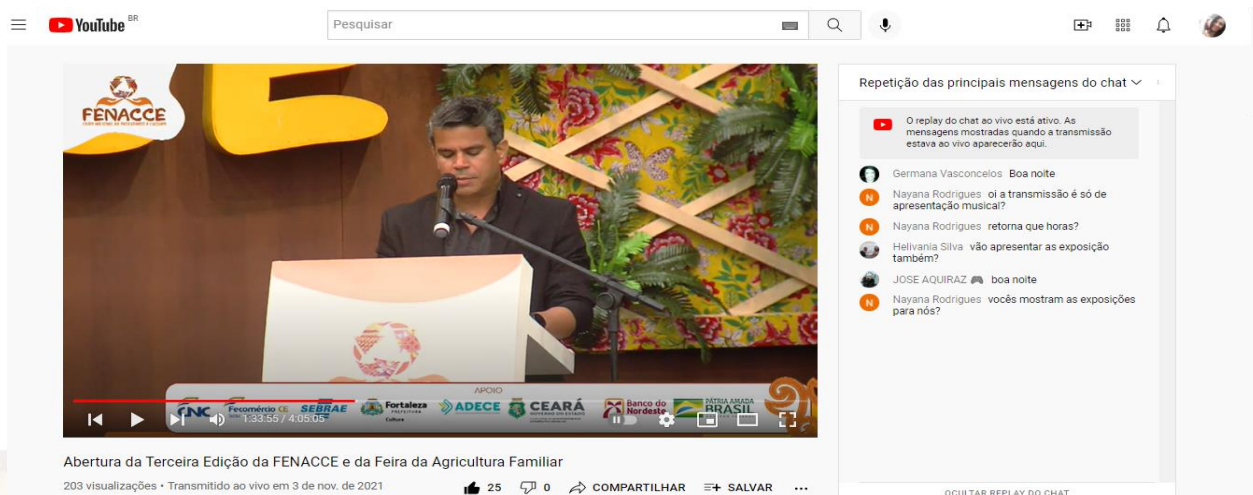 YouTube BR
Pesquisar
FENACCE
APOIO
CNC
Fecomércio CE
SEBRAE
Fortaleza
PREFEITURA
Cultura
ADECE
CEARÁ
GOVERNO DO ESTADO
Banco do
Nordeste
PÁTRIA AMADA
BRASIL
1:33:55 / 4:05:05
Abertura da Terceira Edição da FENACCE e da Feira da Agricultura Familiar
203 visualizações • Transmitido ao vivo em 3 de nov. de 2021
25 0 COMPARTILHAR SALVAR ...
Repetição das principais mensagens do chat
O replay do chat ao vivo está ativo. As
mensagens mostradas quando a transmissão
estava ao vivo aparecerão aqui.
Germana Vasconcelos Boa noite
N Nayana Rodrigues oi a transmissão é só de
apresentação musical?
N Nayana Rodrigues retorna que horas?
Helivania Silva vão apresentar as exposição
também?
JOSE AQUIRAZ 🎮 boa noite
N Nayana Rodrigues vocês mostram as exposições
para nós?
OCULTAR REPLAY DO CHAT